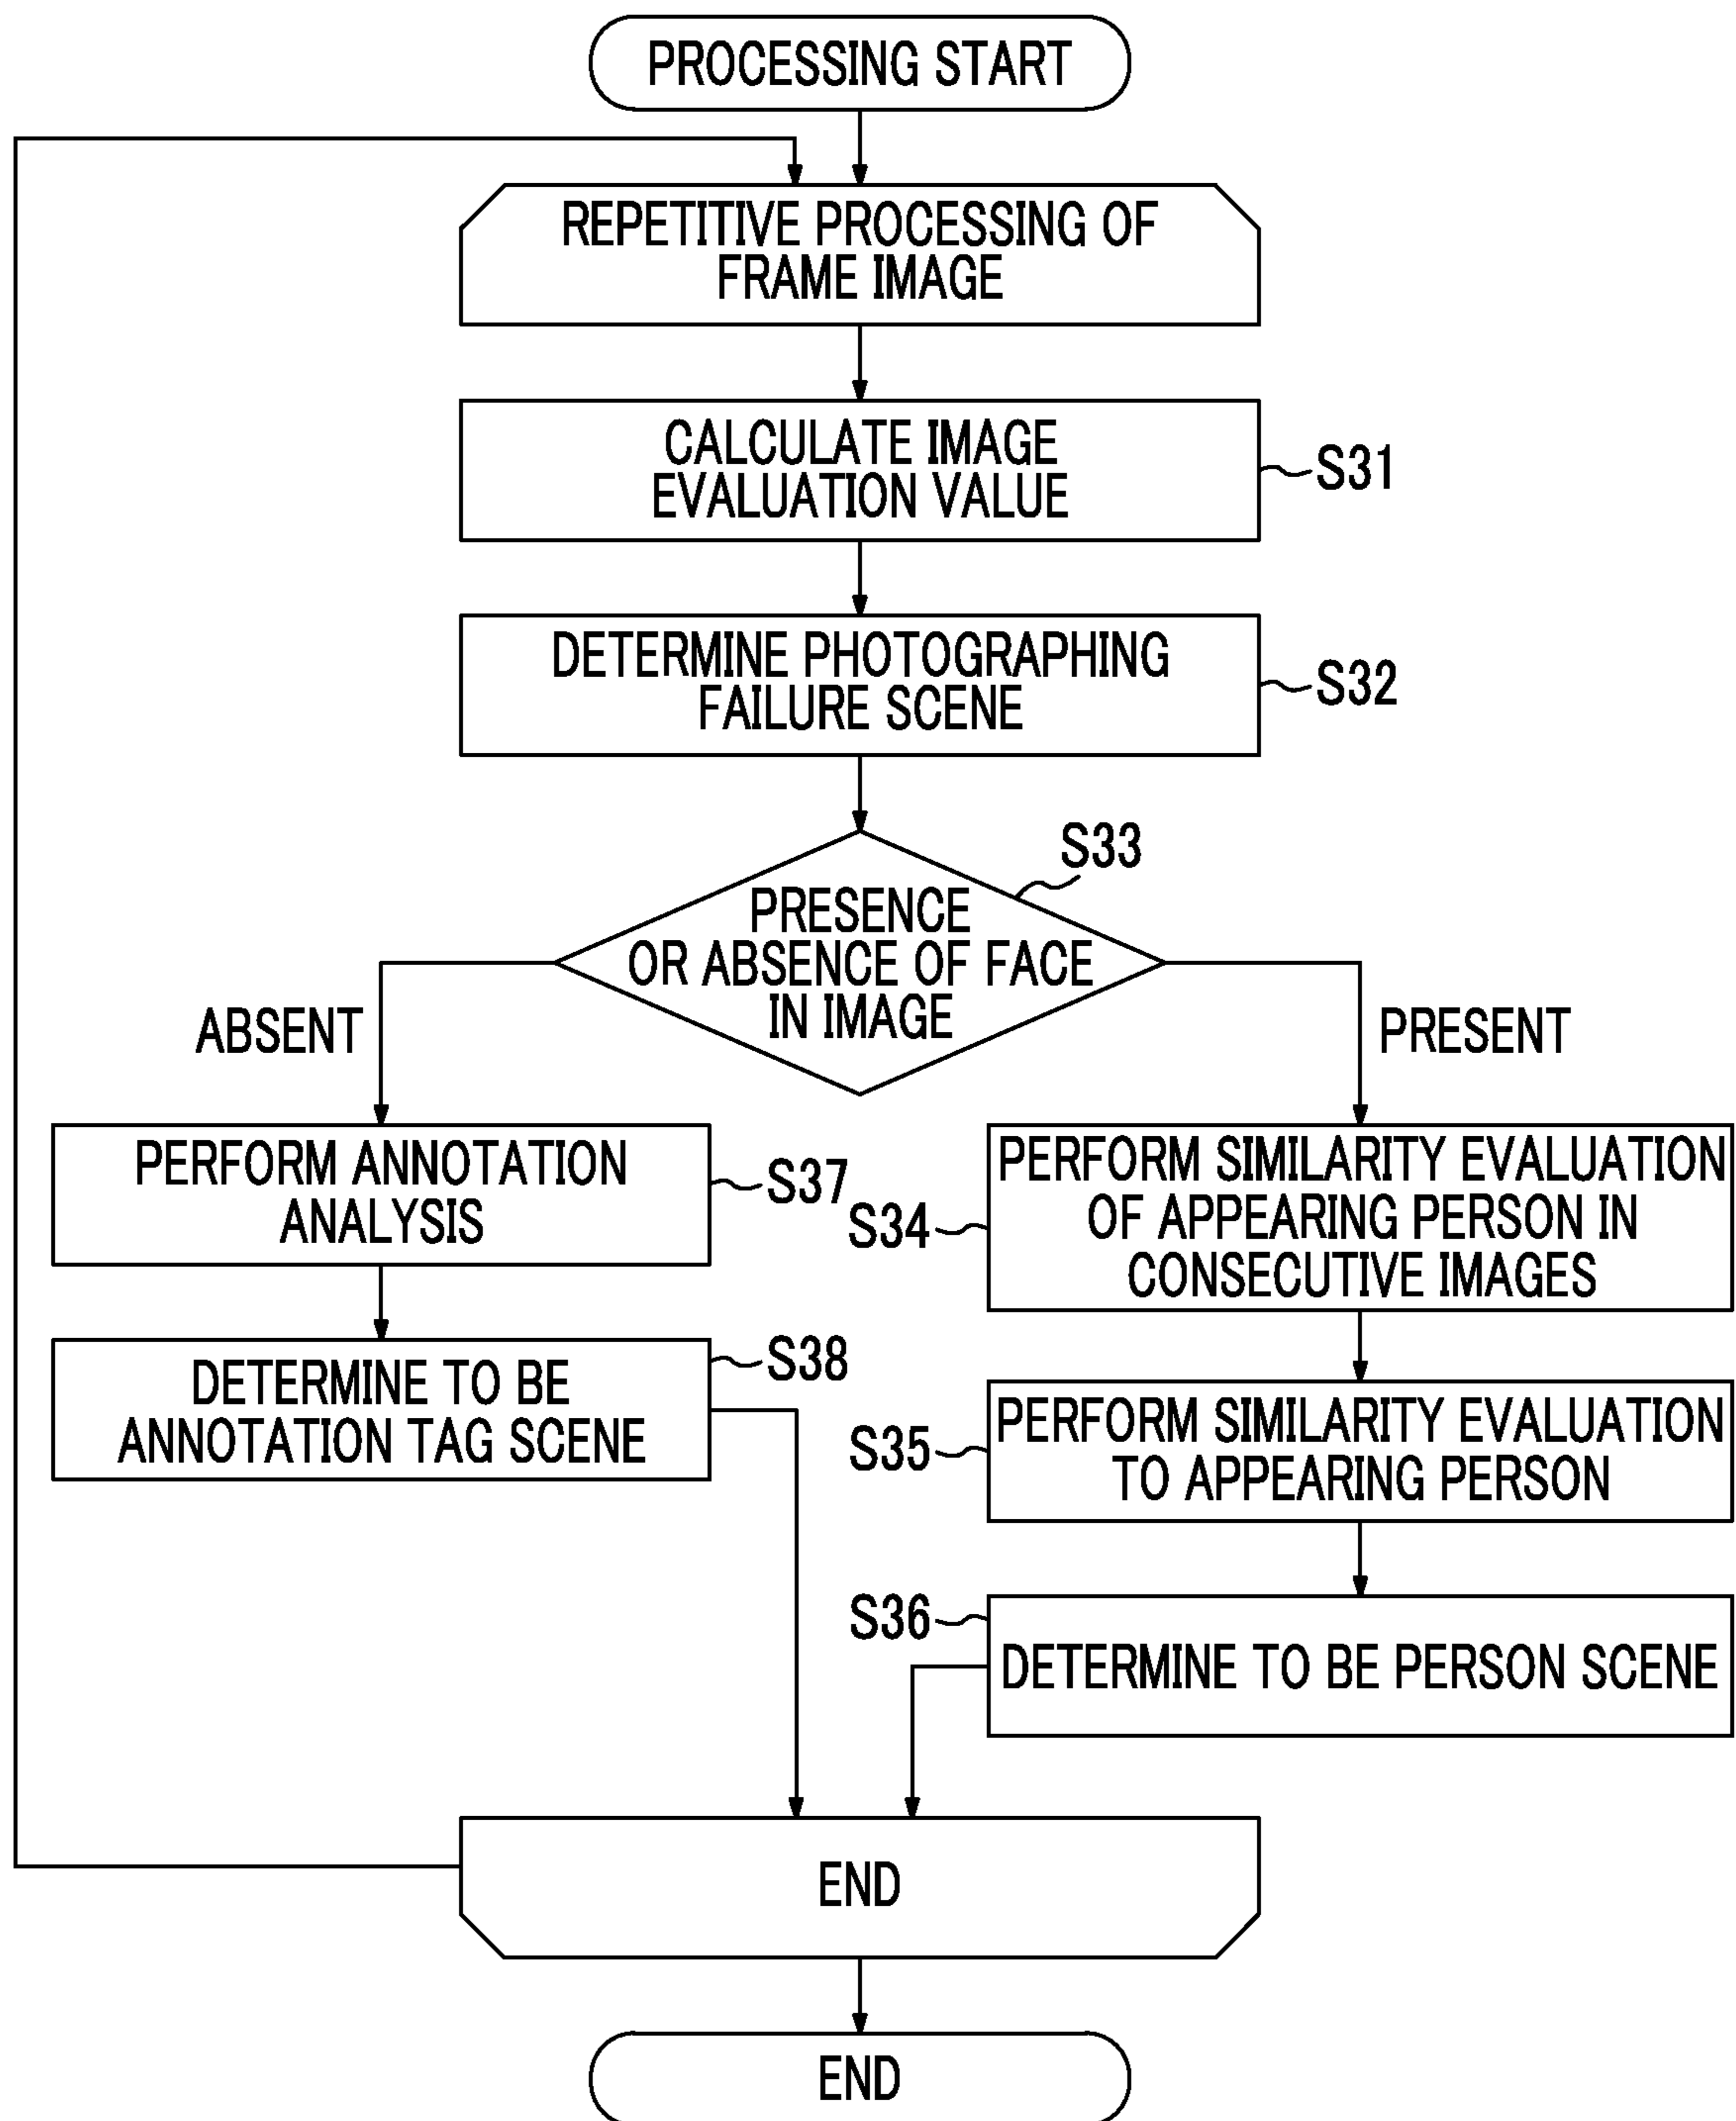 PROCESSING START
REPETITIVE PROCESSING OF
FRAME IMAGE
CALCULATE IMAGE
EVALUATION VALUE
S31
DETERMINE PHOTOGRAPHING
FAILURE SCENE
S32
S33
PRESENCE
OR ABSENCE OF FACE
IN IMAGE
ABSENT
PRESENT
PERFORM ANNOTATION
ANALYSIS
S37
DETERMINE TO BE
ANNOTATION TAG SCENE
S38
S34
PERFORM SIMILARITY EVALUATION
OF APPEARING PERSON IN
CONSECUTIVE IMAGES
S35
PERFORM SIMILARITY EVALUATION
TO APPEARING PERSON
S36
DETERMINE TO BE PERSON SCENE
END
END